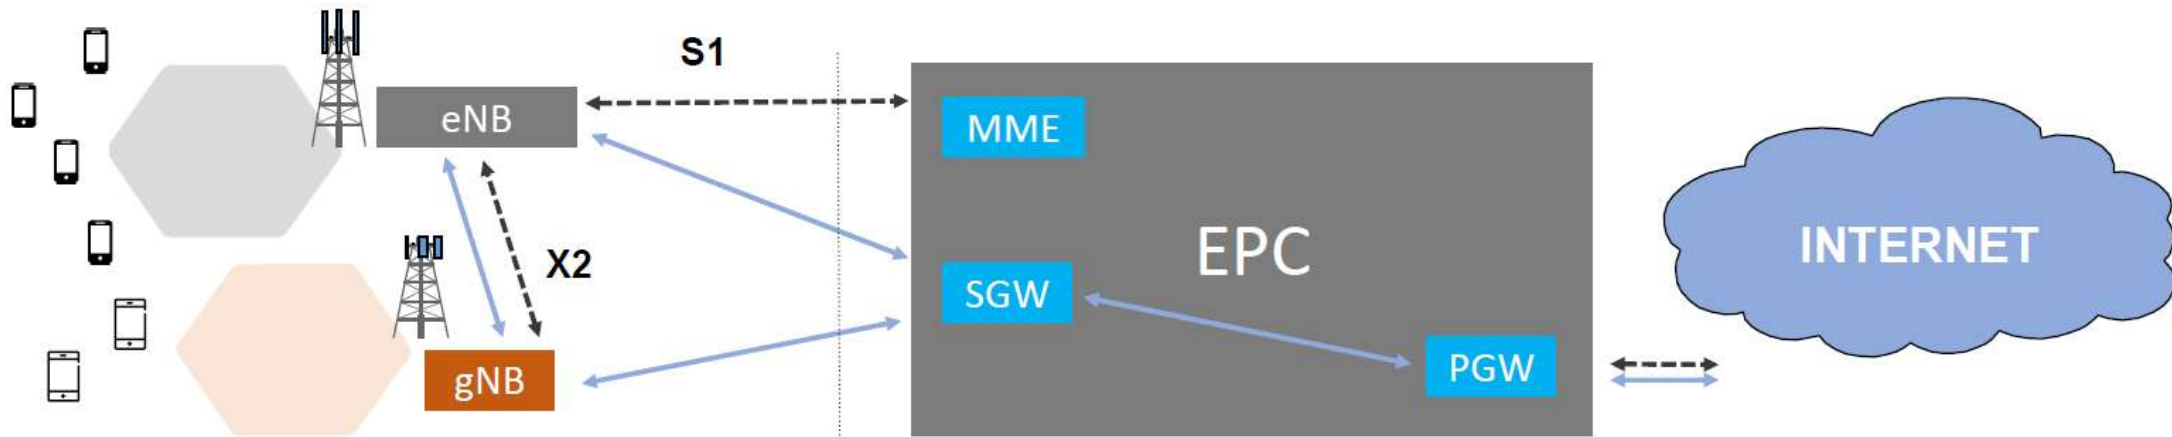 S1
eNB
MME
X2
EPC
INTERNET
SGW
gNB
PGW